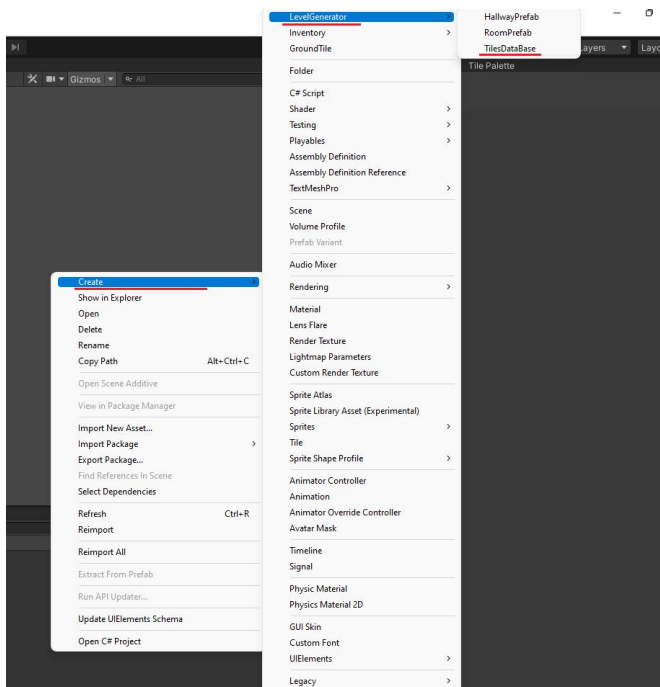 LevelGenerator
Inventory
GroundTile
Folder
C# Script
Shader
Testing
Playables
Assembly Definition
Assembly Definition Reference
TextMeshPro
Scene
Volume Profile
Prefab Variant
Audio Mixer
Rendering
Material
Lens Flare
Render Texture
Lightmap Parameters
Custom Render Texture
Sprite Atlas
Sprite Library Asset (Experimental)
Sprites
Tile
Sprite Shape Profile
Animator Controller
Animation
Animator Override Controller
Avatar Mask
Timeline
Signal
Physic Material
Physics Material 2D
GUI Skin
Custom Font
UIElements
Legacy
HallwayPrefab
RoomPrefab
TilesDataBase
ayers
Layo
Tile Palette
Gizmos
All
Create
Show in Explorer
Open
Delete
Rename
Copy Path Alt+Ctrl+C
Open Scene Additive
View in Package Manager
Import New Asset...
Import Package
Export Package...
Find References In Scene
Select Dependencies
Refresh Ctrl+R
Reimport
Reimport All
Extract From Prefab
Run API Updater...
Update UIElements Schema
Open C# Project